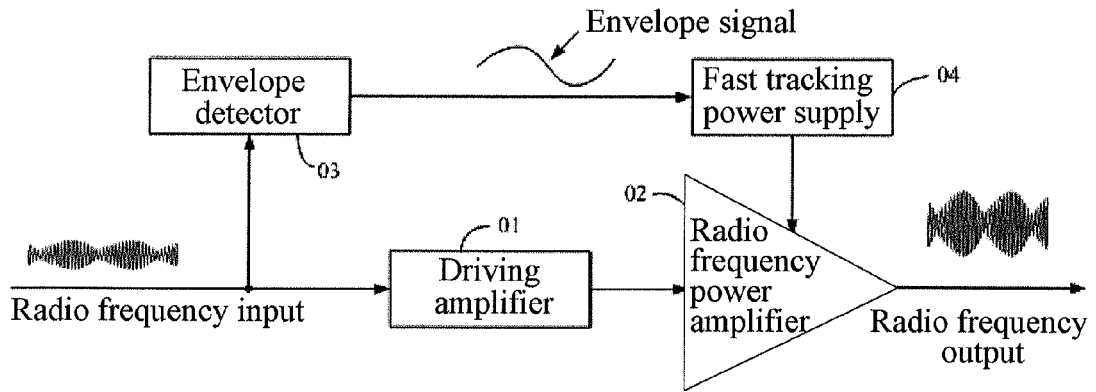 Envelope signal
Envelope
detector
03
Fast tracking
power supply
04
01
Driving
amplifier
02
Radio
frequency
power
amplifier
Radio frequency input
Radio frequency
output